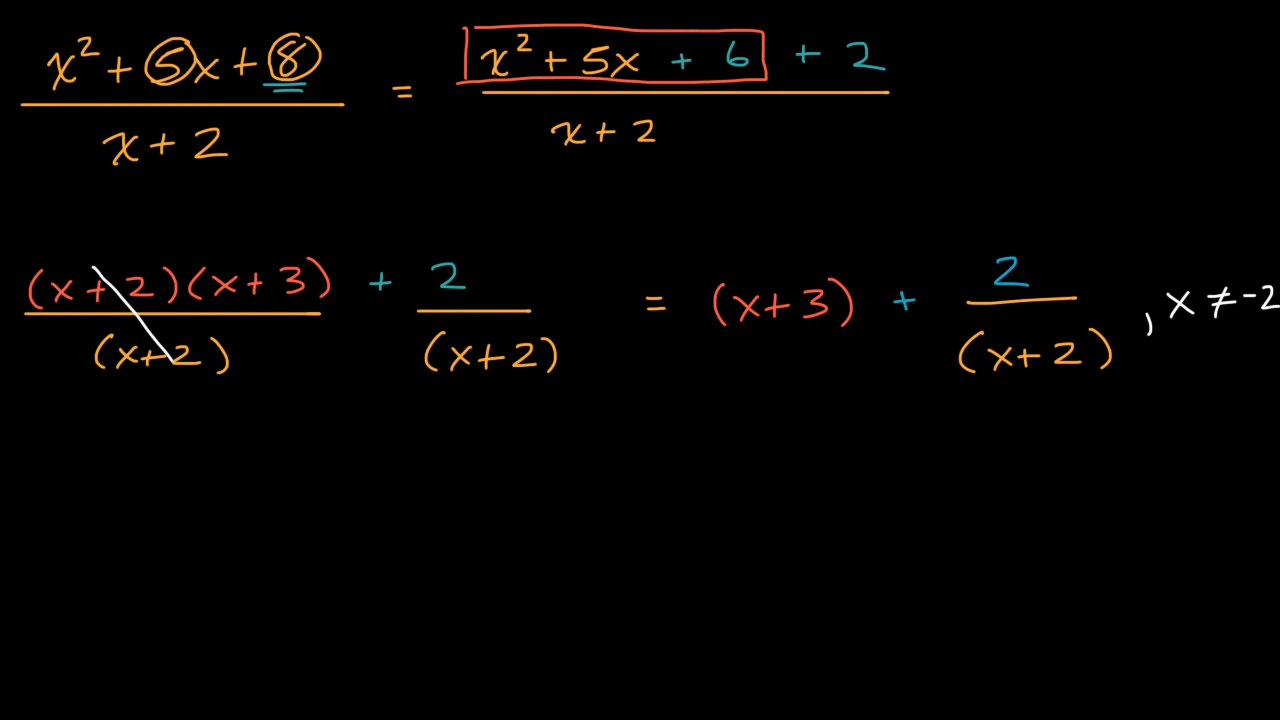 x² + 5x + 8 / x + 2 = x² + 5x + 6 + 2 / x + 2
(x + 2)(x + 3) / (x + 2) + 2 / (x + 2) = (x + 3) + 2 / (x + 2) , x ≠ -2